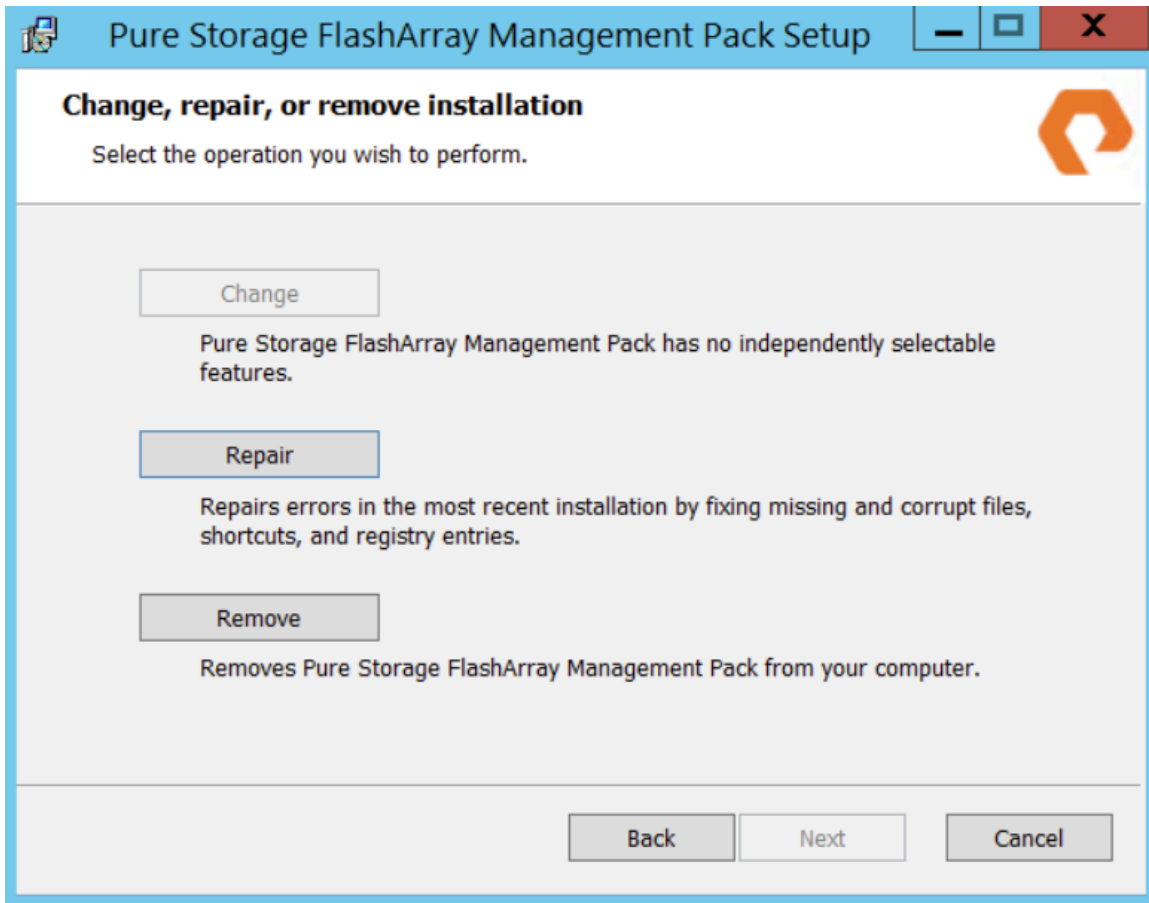 Pure Storage FlashArray Management Pack Setup
Change, repair, or remove installation
Select the operation you wish to perform.
Change
Pure Storage FlashArray Management Pack has no independently selectable
features.
Repair
Repairs errors in the most recent installation by fixing missing and corrupt files,
shortcuts, and registry entries.
Remove
Removes Pure Storage FlashArray Management Pack from your computer.
Back Next Cancel